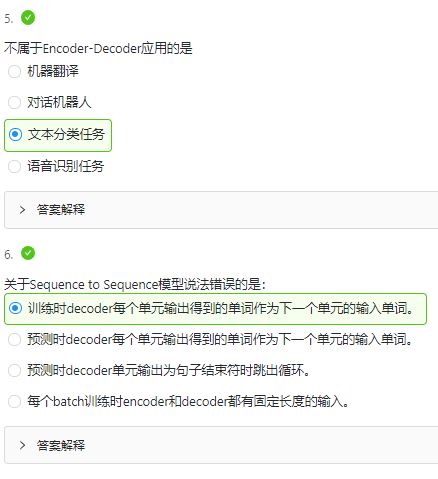 5.
不属于Encoder-Decoder应用的是
机器翻译
对话机器人
文本分类任务
语音识别任务
答案解释
6.
关于Sequence to Sequence模型说法错误的是：
训练时decoder每个单元输出得到的单词作为下一个单元的输入单词。
预测时decoder每个单元输出得到的单词作为下一个单元的输入单词。
预测时decoder单元输出为句子结束符时跳出循环。
每个batch训练时encoder和decoder都有固定长度的输入。
答案解释